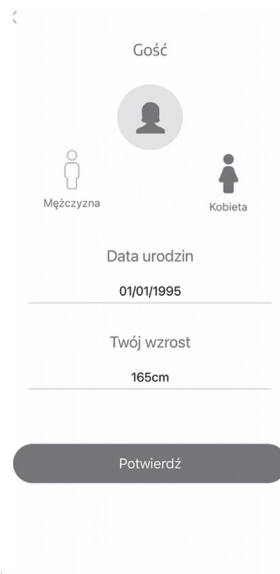 Gość
Mężczyzna
Kobieta
Data urodzin
01/01/1995
Twój wzrost
165cm
Potwierdź